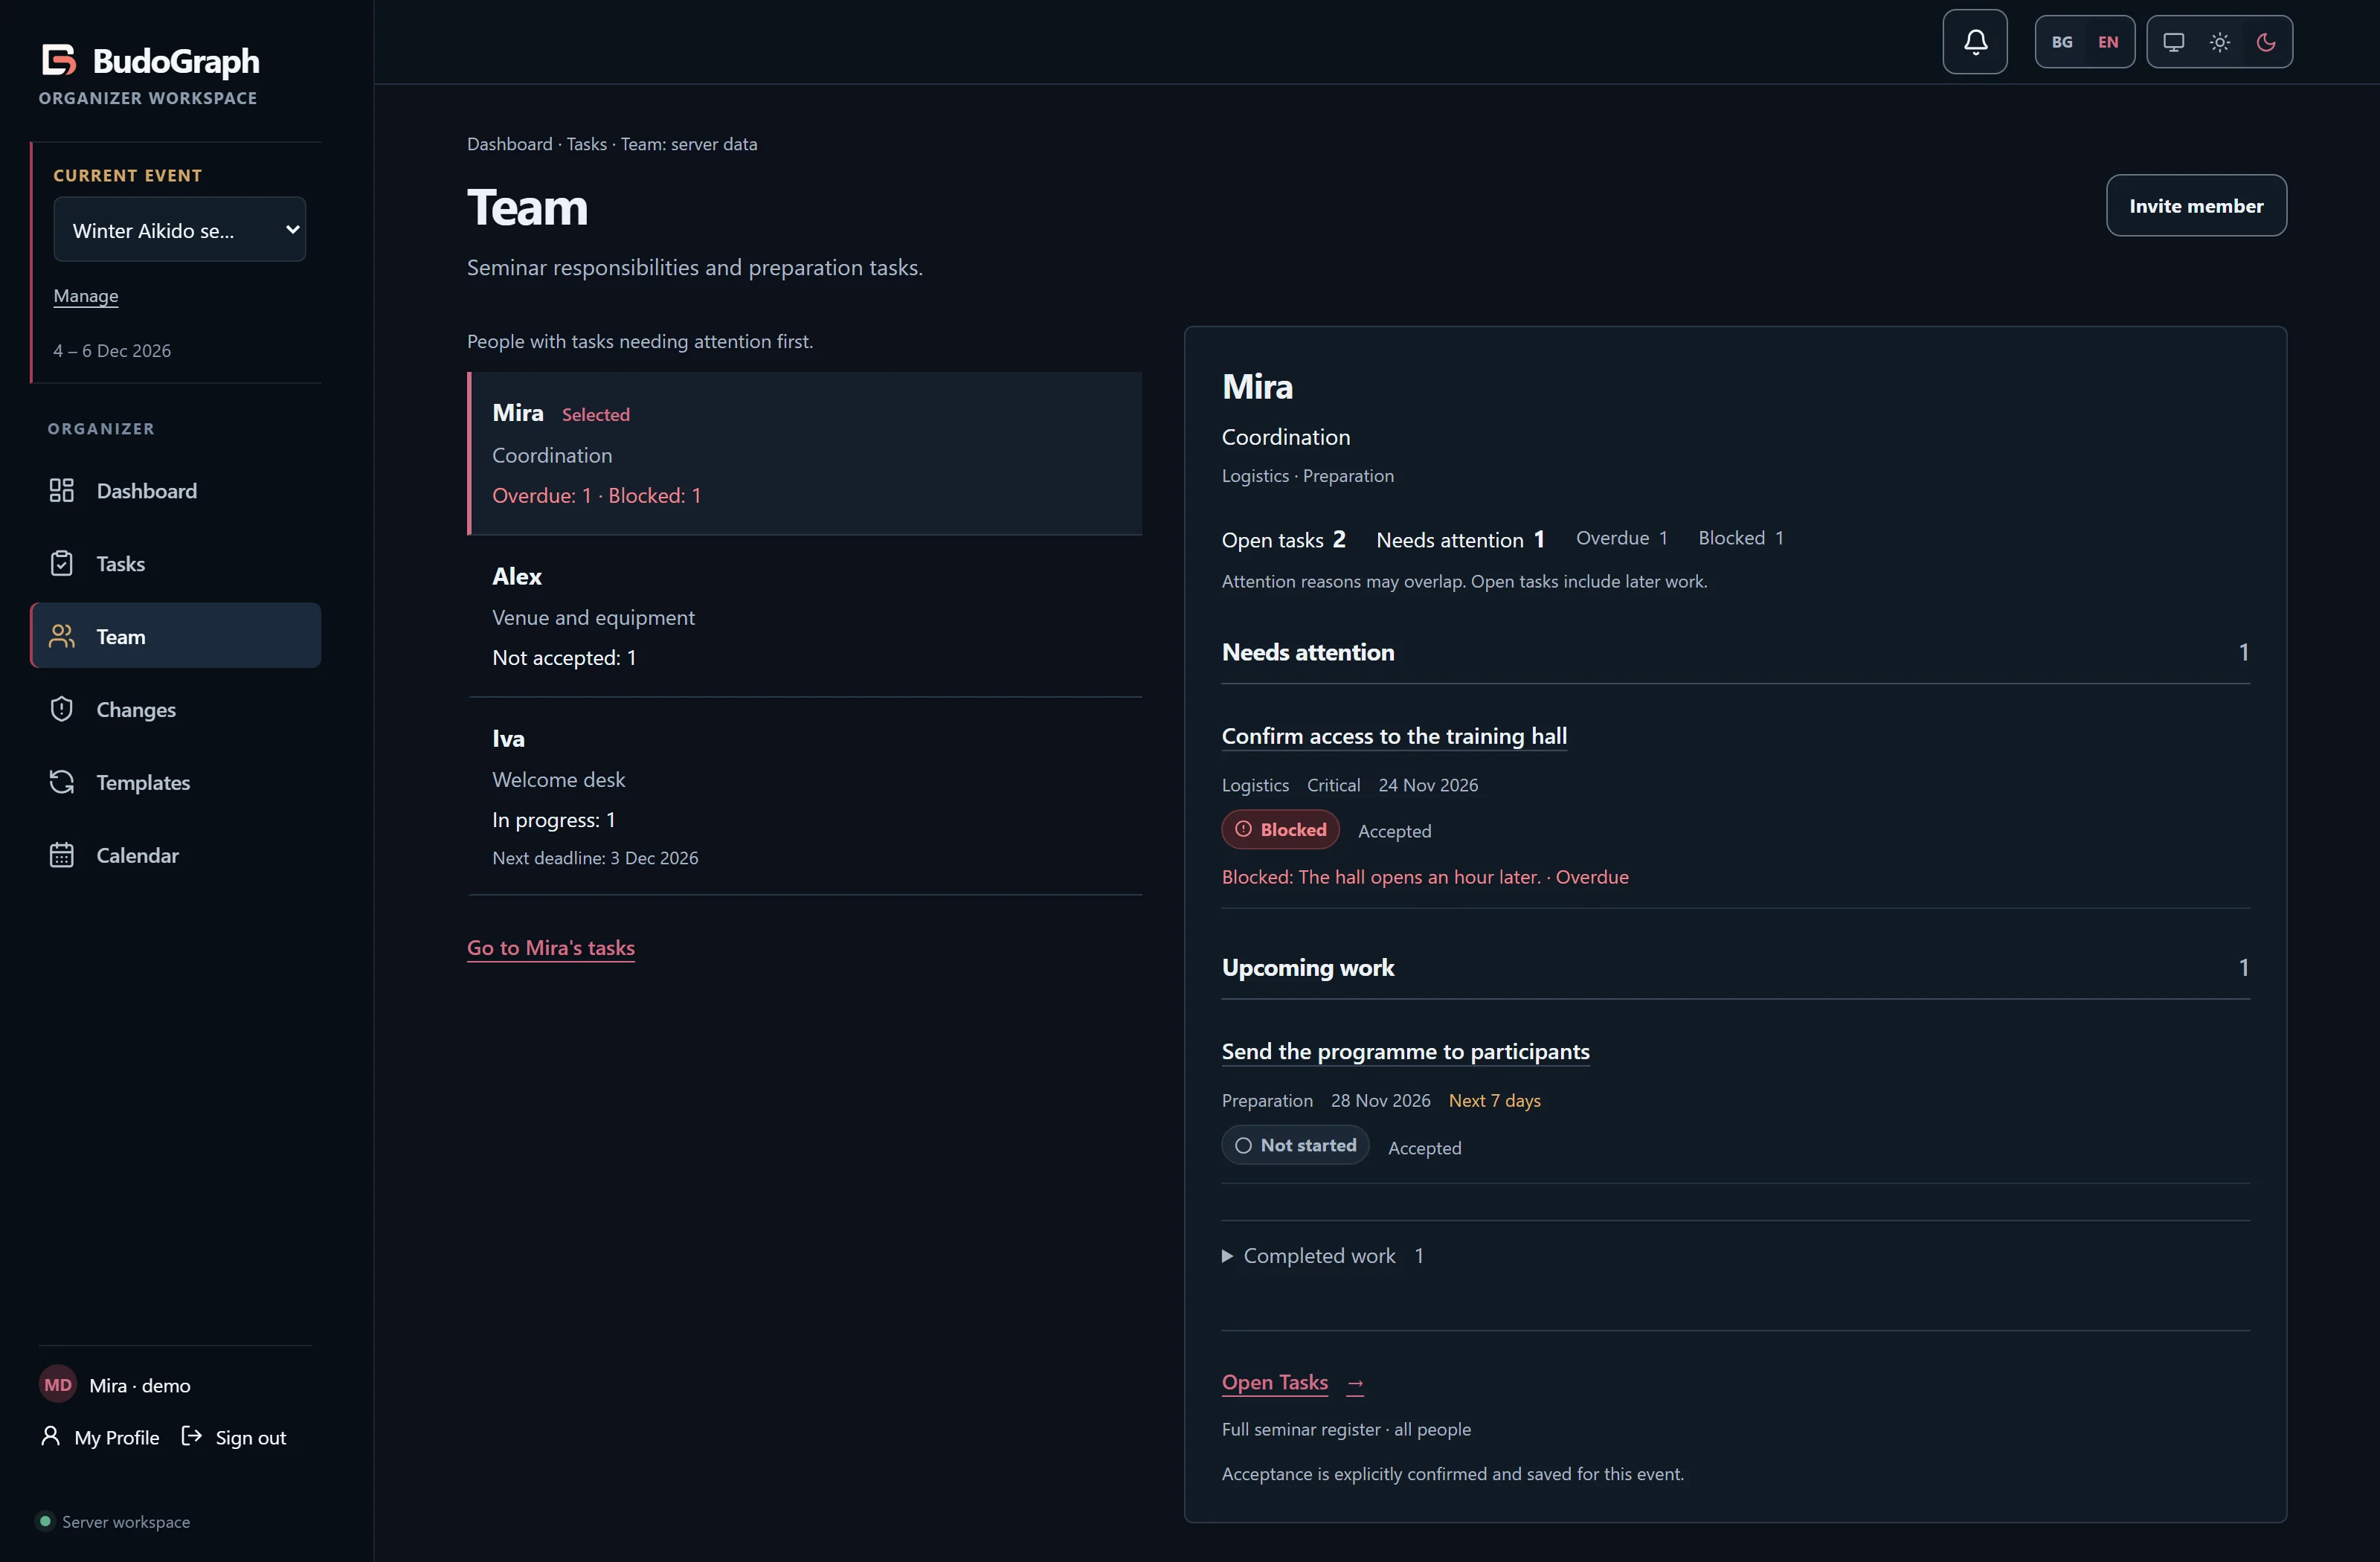 BudoGraph
ORGANIZER WORKSPACE
CURRENT EVENT
Winter Aikido se...
Manage
4 – 6 Dec 2026
ORGANIZER
Dashboard
Tasks
Team
Changes
Templates
Calendar
MD Mira · demo
My Profile Sign out
Server workspace
BG EN
Dashboard · Tasks · Team: server data
Team
Invite member
Seminar responsibilities and preparation tasks.
People with tasks needing attention first.
Mira Selected
Coordination
Overdue: 1 · Blocked: 1
Alex
Venue and equipment
Not accepted: 1
Iva
Welcome desk
In progress: 1
Next deadline: 3 Dec 2026
Go to Mira's tasks
Mira
Coordination
Logistics · Preparation
Open tasks 2 Needs attention 1 Overdue 1 Blocked 1
Attention reasons may overlap. Open tasks include later work.
Needs attention 1
Confirm access to the training hall
Logistics Critical 24 Nov 2026
Blocked Accepted
Blocked: The hall opens an hour later. · Overdue
Upcoming work 1
Send the programme to participants
Preparation 28 Nov 2026 Next 7 days
Not started Accepted
Completed work 1
Open Tasks →
Full seminar register · all people
Acceptance is explicitly confirmed and saved for this event.